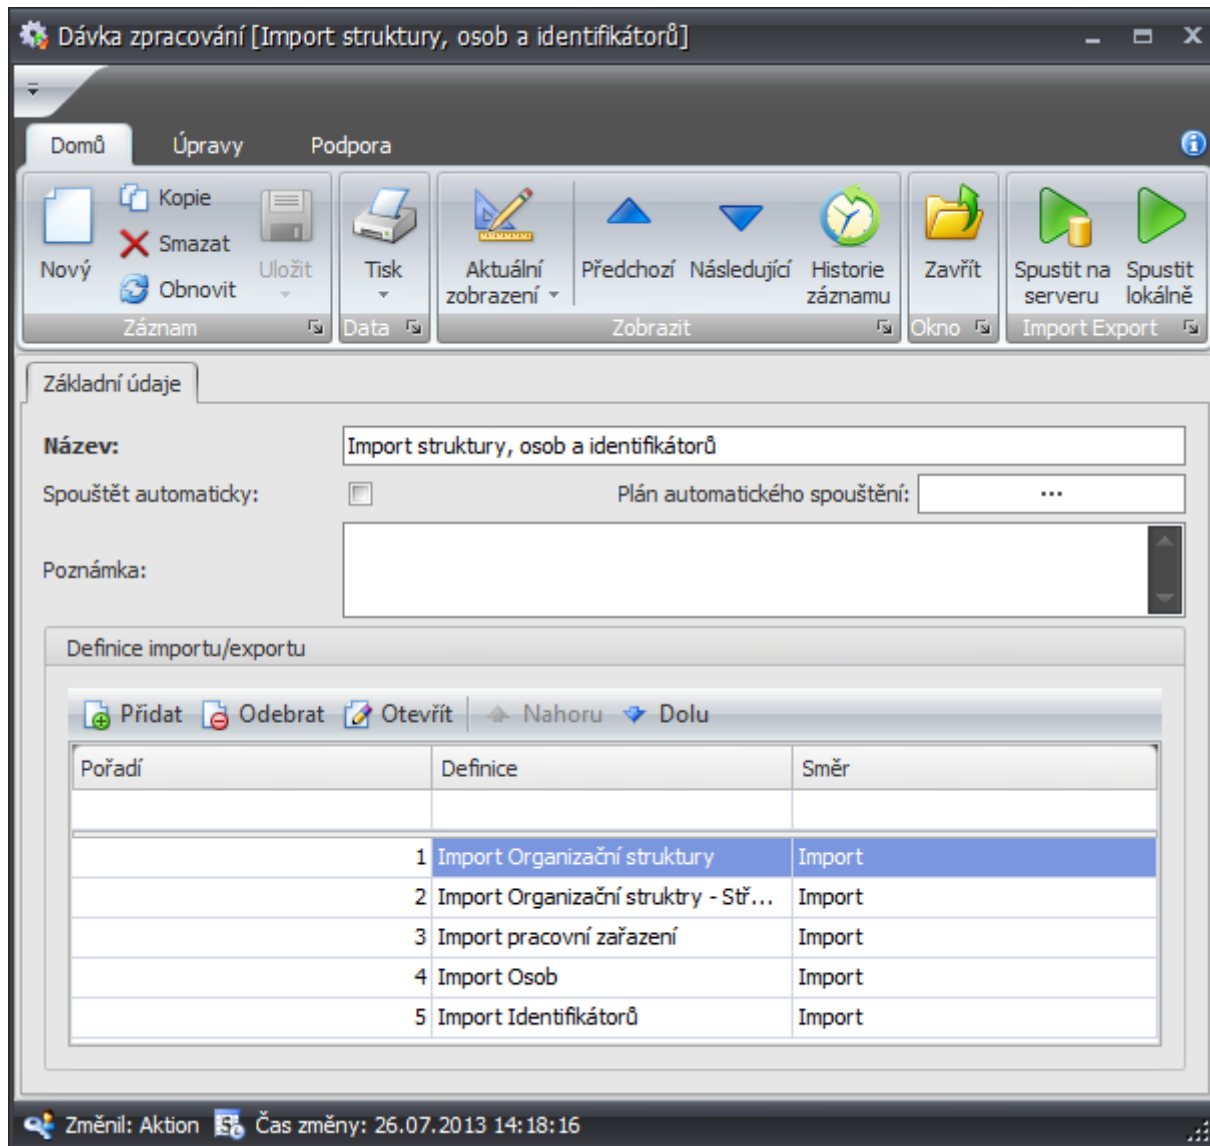 Dávka zpracování [Import struktury, osob a identifikátorů]
Domů Úpravy Podpora
Nový
Kopie
Smazat
Obnovit
Uložit
Tisk
Aktuální zobrazení
Předchozí
Následující
Historie záznamu
Zavřít
Spustit na serveru
Spustit lokálně
Záznam Data Zobrazit Okno Import Export
Základní údaje
Název: Import struktury, osob a identifikátorů
Spouštět automaticky: Plán automatického spouštění: ...
Poznámka:
Definice importu/exportu
Přidat Odebrat Otevřít Nahoru Dolu
Pořadí Definice Směr
1 Import Organizační struktury Import
2 Import Organizační struktry - Stř... Import
3 Import pracovní zařazení Import
4 Import Osob Import
5 Import Identifikátorů Import
Změnil: Aktion Čas změny: 26.07.2013 14:18:16